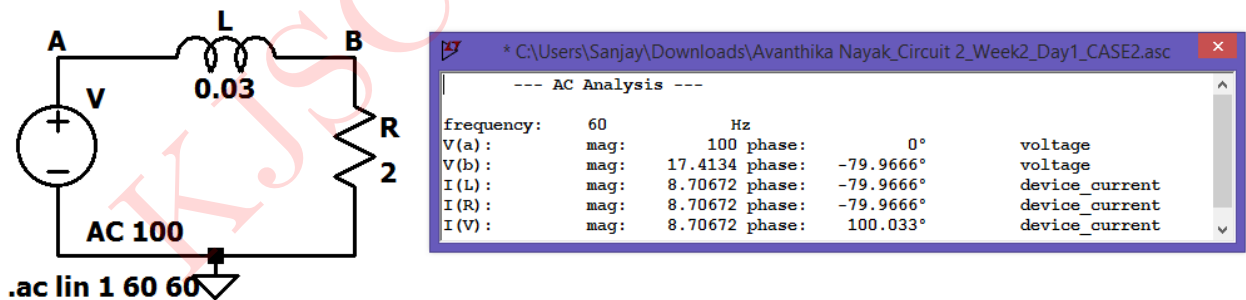 L
A
B
0.03
V
R
2
AC 100
.ac lin 1 60 60
KJSC
* C:\Users\Sanjay\Downloads\Avanthika Nayak_Circuit 2_Week2_Day1_CASE2.asc
--- AC Analysis ---
frequency: 60 Hz
V(a): mag: 100 phase: 0° voltage
V(b): mag: 17.4134 phase: -79.9666° voltage
I(L): mag: 8.70672 phase: -79.9666° device_current
I(R): mag: 8.70672 phase: -79.9666° device_current
I(V): mag: 8.70672 phase: 100.033° device_current